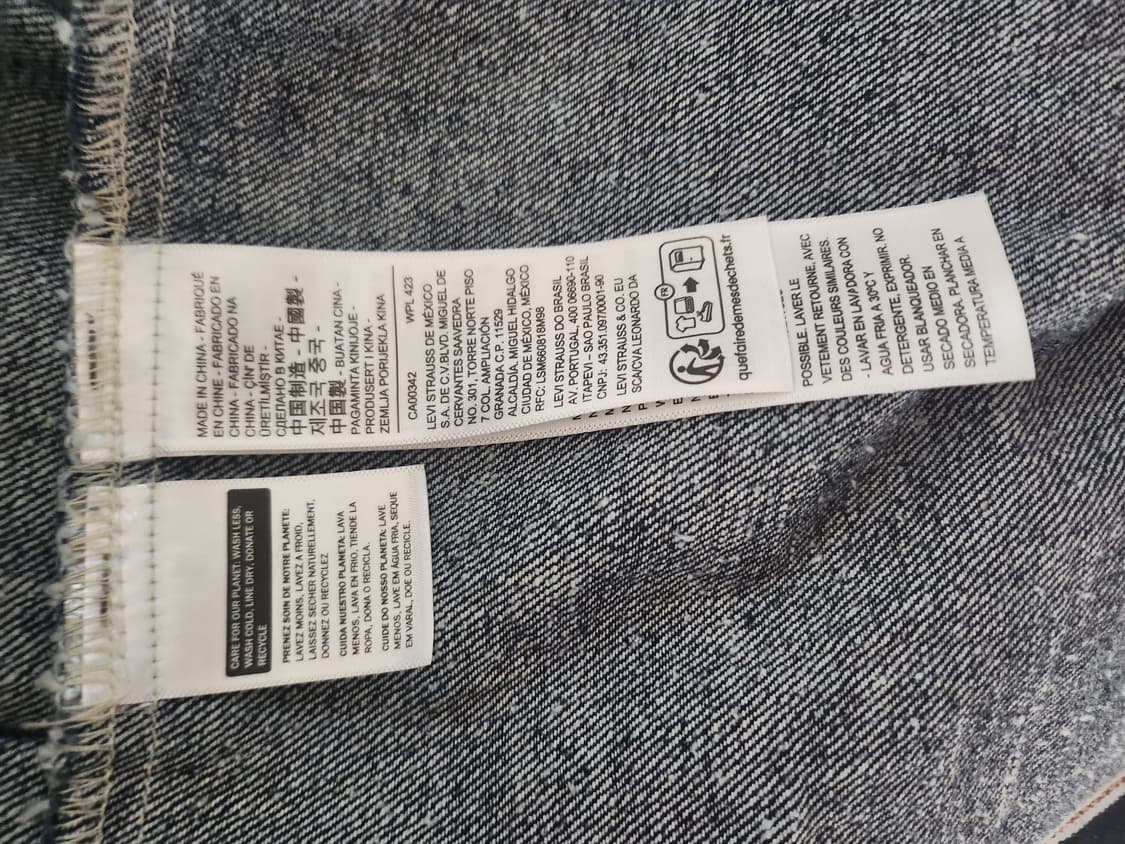 MADE IN CHINA - FABRIQUÉ
EN CHINE - FABRICADO EN
CHINA - FABRICADO NA
CHINA - ÇIN'DE
ÜRETILMIŞTIR -
СДЕЛАНО В КИТАЕ -
中国制造 - 中國製 -
제조국 중국 -
中国製 - BUATAN CINA -
PAGAMINTA KINIJOJE -
PRODUSERT I KINA -
ZEMLJA PORIJEKLA KINA
CA00342 WPL 423
LEVI STRAUSS DE MÉXICO
S.A. DE C.V.BLVD. MIGUEL DE
CERVANTES SAAVEDRA
NO. 301, TORRE NORTE PISO
7 COL. AMPLIACIÓN
GRANADA C.P. 11529
ALCALDÍA. MIGUEL HIDALGO
CIUDAD DE MÉXICO, MÉXICO
RFC: LSM660818M98
LEVI STRAUSS DO BRASIL
AV. PORTUGAL, 400 06690-110
ITAPEVI – SAO PAULO BRASIL
CNPJ: 43.351.097/0001-90
LEVI STRAUSS & CO. EU
SCA/CVA LEONARDO DA
FR
quefairedemesdechets.fr
POSSIBLE. LAVER LE
VETEMENT RETOURNE, AVEC
DES COULEURS SIMILAIRES.
- LAVAR EN LAVADORA CON
AGUA FRIA A 30ºC Y
DETERGENTE, EXPRIMIR. NO
USAR BLANQUEADOR.
SECADO MEDIO EN
SECADORA. PLANCHAR EN
TEMPERATURA MEDIA A
CARE FOR OUR PLANET: WASH LESS,
WASH COLD, LINE DRY, DONATE OR
RECYCLE
PRENEZ SOIN DE NOTRE PLANETE:
LAVEZ MOINS, LAVEZ A FROID,
LAISSEZ SECHER NATURELLEMENT,
DONNEZ OU RECYCLEZ
CUIDA NUESTRO PLANETA: LAVA
MENOS, LAVA EN FRIO, TIENDE LA
ROPA, DONA O RECICLA.
CUIDE DO NOSSO PLANETA: LAVE
MENOS, LAVE EM ÁGUA FRIA, SEQUE
EM VARAL, DOE OU RECICLE.